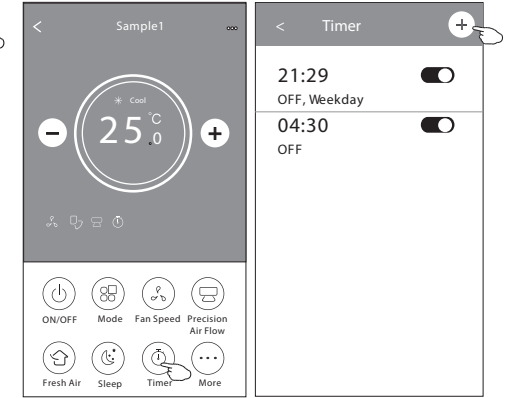 Sample1
Cool
25.0 °C
ON/OFF
Mode
Fan Speed
Precision
Air Flow
Fresh Air
Sleep
Timer
More
< Timer +
21:29
OFF, Weekday
04:30
OFF